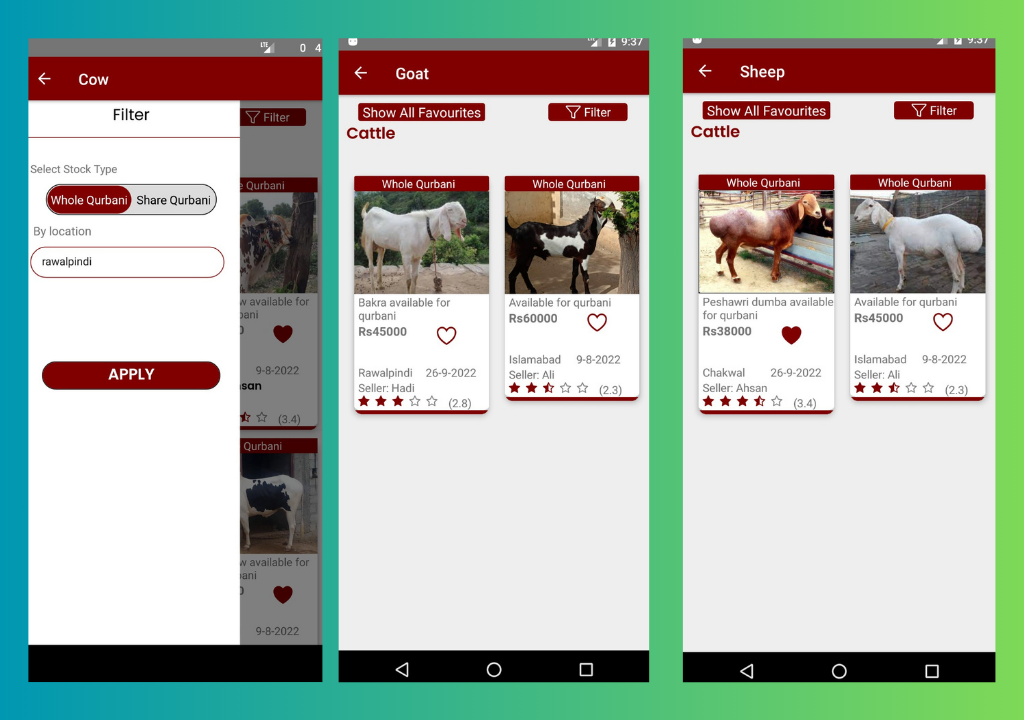 LTE
0 4
Cow
Filter
Filter
Select Stock Type
Whole Qurbani
Share Qurbani
By location
rawalpindi
APPLY
Qurbani
available for
3.4
9-8-2022
(3.4)
Qurbani
available for
9-8-2022
9:37
Goat
Show All Favourites
Filter
Cattle
Whole Qurbani
Bakra available for
qurbani
Rs45000
Rawalpindi 26-9-2022
Seller: Hadi
(2.8)
Whole Qurbani
Available for qurbani
Rs60000
Islamabad 9-8-2022
Seller: Ali
(2.3)
9:37
Sheep
Show All Favourites
Filter
Cattle
Whole Qurbani
Peshawri dumba available
for qurbani
Rs38000
Chakwal 26-9-2022
Seller: Ahsan
(3.4)
Whole Qurbani
Available for qurbani
Rs45000
Islamabad 9-8-2022
Seller: Ali
(2.3)